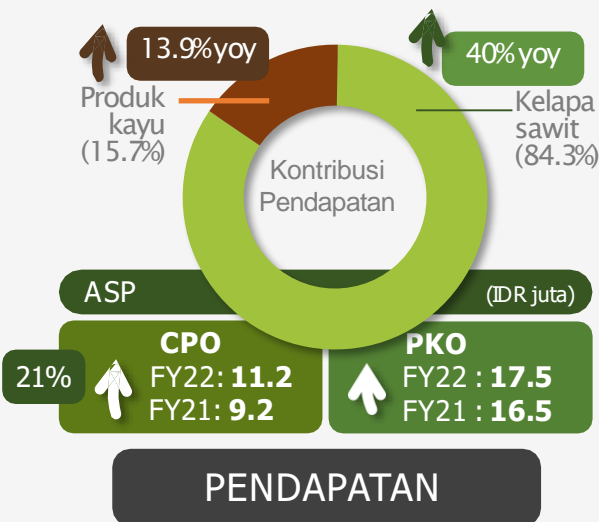 13.9%yoy
40%yoy
Produk
kayu
(15.7%)
Kelapa
sawit
(84.3%)
Kontribusi
Pendapatan
ASP
(IDR juta)
CPO
21%
FY22: 11.2
FY21: 9.2
PKO
FY22 : 17.5
FY21 : 16.5
PENDAPATAN